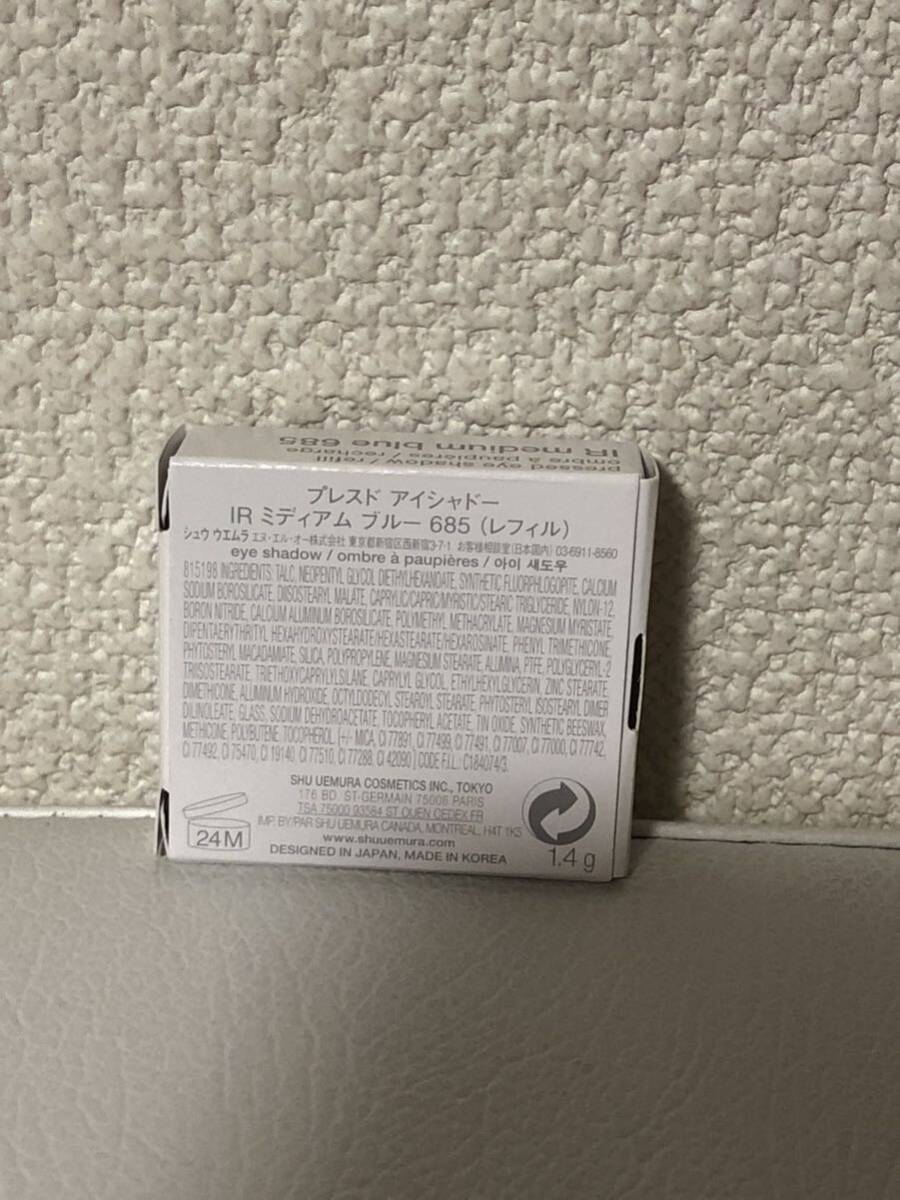 pressed eye shadow / refill
ombre à paupières / recharge
IR medium blue 685
プレスド アイシャドー
IR ミディアム ブルー 685 (レフィル)
シュウ ウエムラ エヌ・エル・オー株式会社 東京都新宿区西新宿3-7-1 お客様相談室(日本国内) 03-6911-8560
eye shadow / ombre à paupières / 아이 섀도우
815198 INGREDIENTS: TALC, NEOPENTYL GLYCOL DIETHYLHEXANOATE, SYNTHETIC FLUORPHLOGOPITE, CALCIUM
SODIUM BOROSILICATE, DIISOSTEARYL MALATE, CAPRYLIC/CAPRIC/MYRISTIC/STEARIC TRIGLYCERIDE, NYLON-12,
BORON NITRIDE, CALCIUM ALUMINUM BOROSILICATE, POLYMETHYL METHACRYLATE, MAGNESIUM MYRISTATE,
DIPENTAERYTHRITYL HEXAHYDROXYSTEARATE/HEXASTEARATE/HEXAROSINATE, PHENYL TRIMETHICONE,
PHYTOSTERYL MACADAMIATE, SILICA, POLYPROPYLENE, MAGNESIUM STEARATE, ALUMINA, PTFE, POLYGLYCERYL-2
TRIISOSTEARATE, TRIETHOXYCAPRYLYLSILANE, CAPRYLYL GLYCOL, ETHYLHEXYLGLYCERIN, ZINC STEARATE,
DIMETHICONE, ALUMINUM HYDROXIDE, OCTYLDODECYL STEAROYL STEARATE, PHYTOSTERYL ISOSTEARYL DIMER
DILINOLEATE, GLASS, SODIUM DEHYDROACETATE, TOCOPHERYL ACETATE, TIN OXIDE, SYNTHETIC BEESWAX,
METHICONE, POLYBUTENE, TOCOPHEROL [+/- MICA, CI 77891, CI 77499, CI 77491, CI 77007, CI 77000, CI 77742,
CI 77492, CI 75470, CI 19140, CI 77510, CI 77288, CI 42090] CODE F.I.L.: C184074/3.
SHU UEMURA COSMETICS INC., TOKYO
176 BD. ST-GERMAIN 75006 PARIS
TSA 75000 93584 ST OUEN CEDEX FR
IMP. BY/PAR SHU UEMURA CANADA, MONTREAL, H4T 1K5
www.shuuemura.com
DESIGNED IN JAPAN, MADE IN KOREA
24M
1.4 g